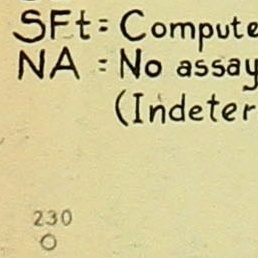 SFt = Compute
NA = No assay
(Indeter
230